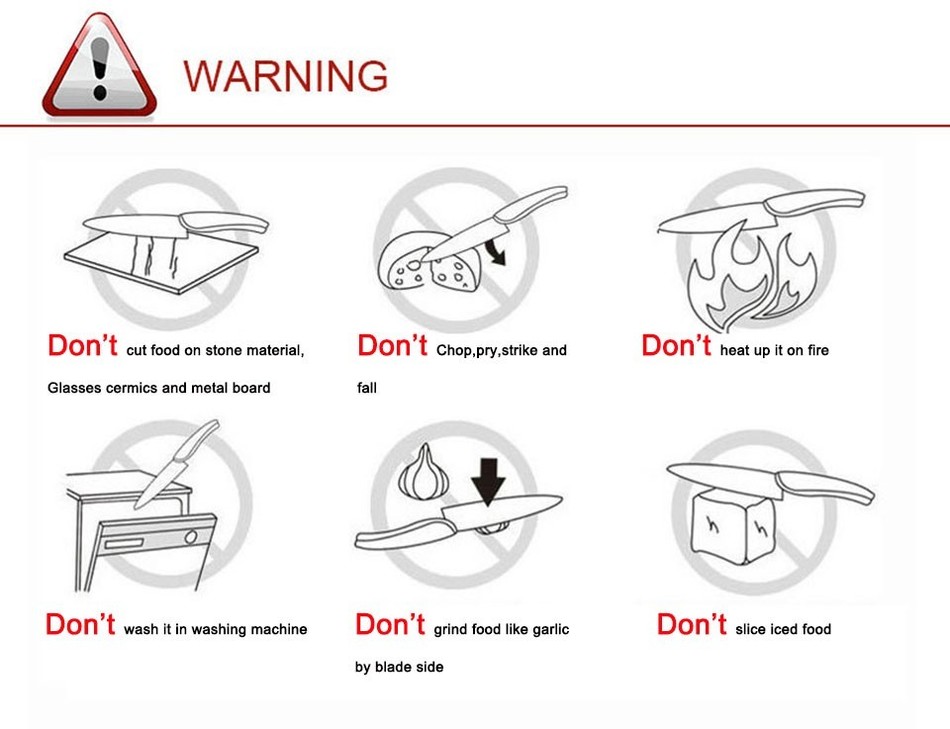 WARNING
Don't cut food on stone material,
Glasses cermics and metal board
Don't Chop,pry,strike and
fall
Don't heat up it on fire
Don't wash it in washing machine
Don't grind food like garlic
by blade side
Don't slice iced food